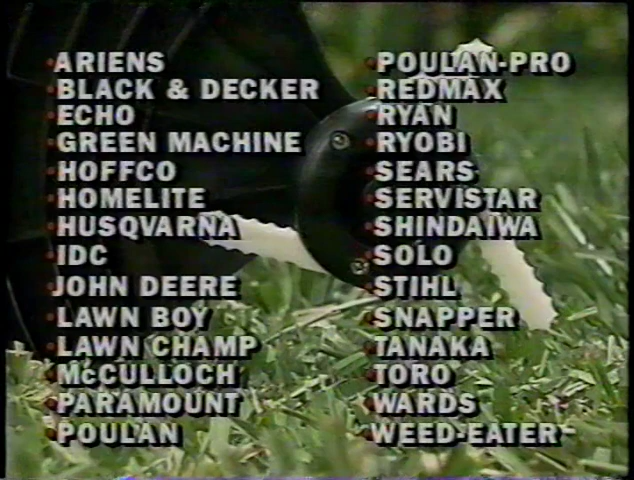 •ARIENS
•BLACK & DECKER
•ECHO
•GREEN MACHINE
•HOFFCO
•HOMELITE
•HUSQVARNA
•IDC
•JOHN DEERE
•LAWN BOY
•LAWN CHAMP
•McCULLOCH
•PARAMOUNT
•POULAN
•POULAN-PRO
•REDMAX
•RYAN
•RYOBI
•SEARS
•SERVISTAR
•SHINDAIWA
•SOLO
•STIHL
•SNAPPER
•TANAKA
•TORO
•WARDS
•WEED-EATER